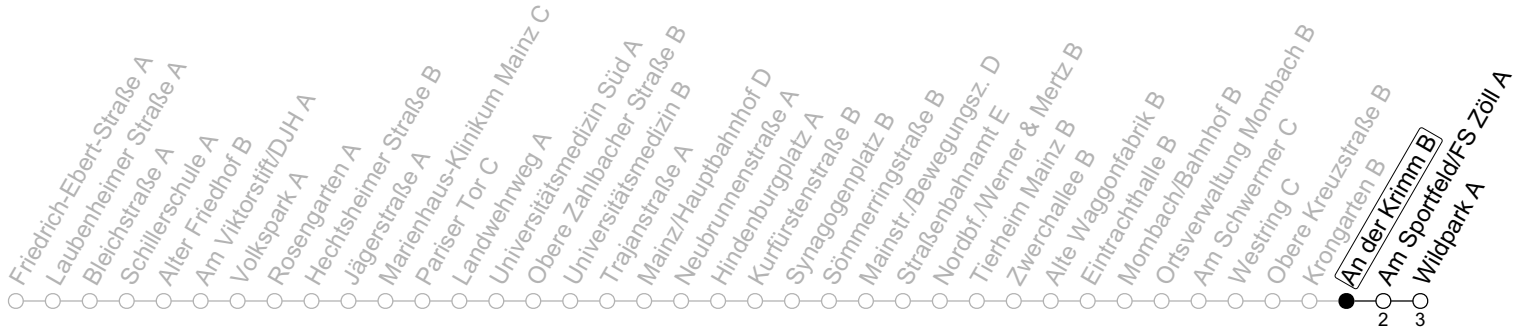 Friedrich-Ebert-Straße A
Laubenheimer Straße A
Bleichstraße A
Schillerschule A
Alter Friedhof B
Am Viktorstift/DJH A
Volkspark A
Rosengarten A
Hechtsheimer Straße B
Jägerstraße A
Marienhaus-Klinikum Mainz C
Pariser Tor C
Landwehrweg A
Universitätsmedizin Süd A
Obere Zahlbacher Straße B
Universitätsmedizin B
Trajanstraße A
Mainz/Hauptbahnhof D
Neubrunnenstraße A
Hindenburgplatz A
Kurfürstenstraße B
Synagogenplatz B
Sömmerringstraße B
Mainstr./Bewegungsz. D
Straßenbahnamt E
Nordbf./Werner & Mertz B
Tierheim Mainz B
Zwerchallee B
Alte Waggonfabrik B
Eintrachthalle B
Mombach/Bahnhof B
Ortsverwaltung Mombach B
Am Schwermer C
Westring C
Obere Kreuzstraße B
Krongarten B
An der Krimm B
Am Sportfeld/FS Zöll A
Wildpark A
2
3